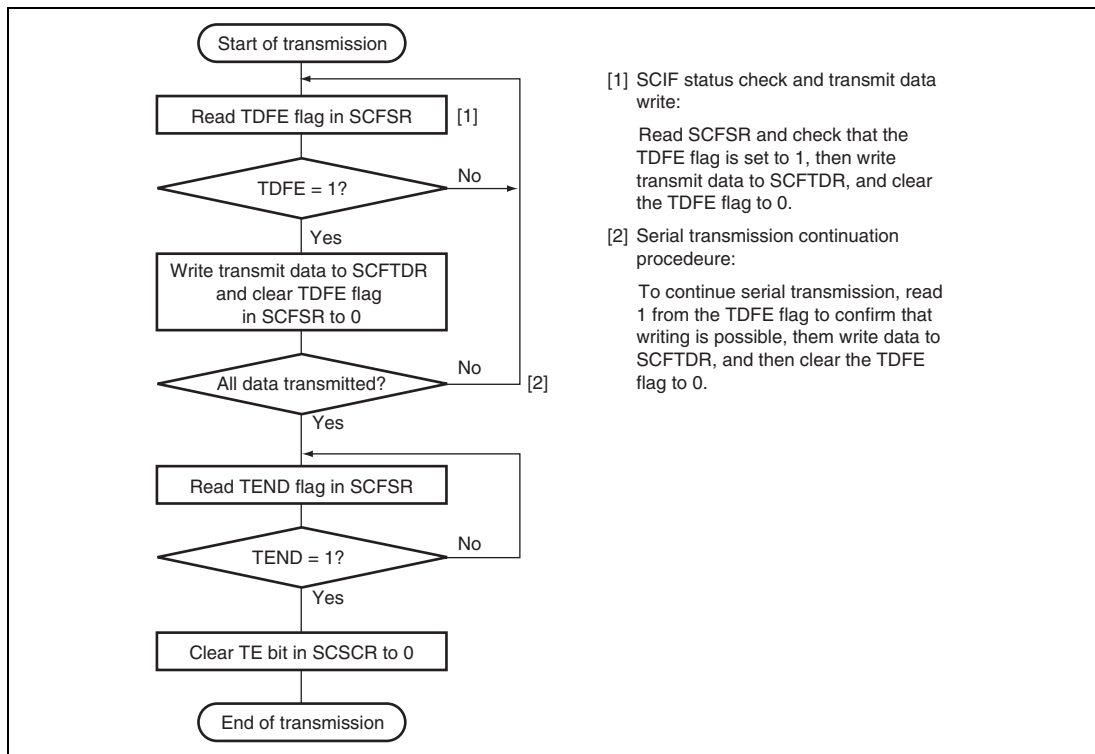 Start of transmission
Read TDFE flag in SCFSR
[1]
TDFE = 1?
No
Yes
Write transmit data to SCFTDR
and clear TDFE flag
in SCFSR to 0
All data transmitted?
No
[2]
Yes
Read TEND flag in SCFSR
TEND = 1?
No
Yes
Clear TE bit in SCSCR to 0
End of transmission
[1] SCIF status check and transmit data
write:
Read SCFSR and check that the
TDFE flag is set to 1, then write
transmit data to SCFTDR, and clear
the TDFE flag to 0.
[2] Serial transmission continuation
procedeure:
To continue serial transmission, read
1 from the TDFE flag to confirm that
writing is possible, them write data to
SCFTDR, and then clear the TDFE
flag to 0.